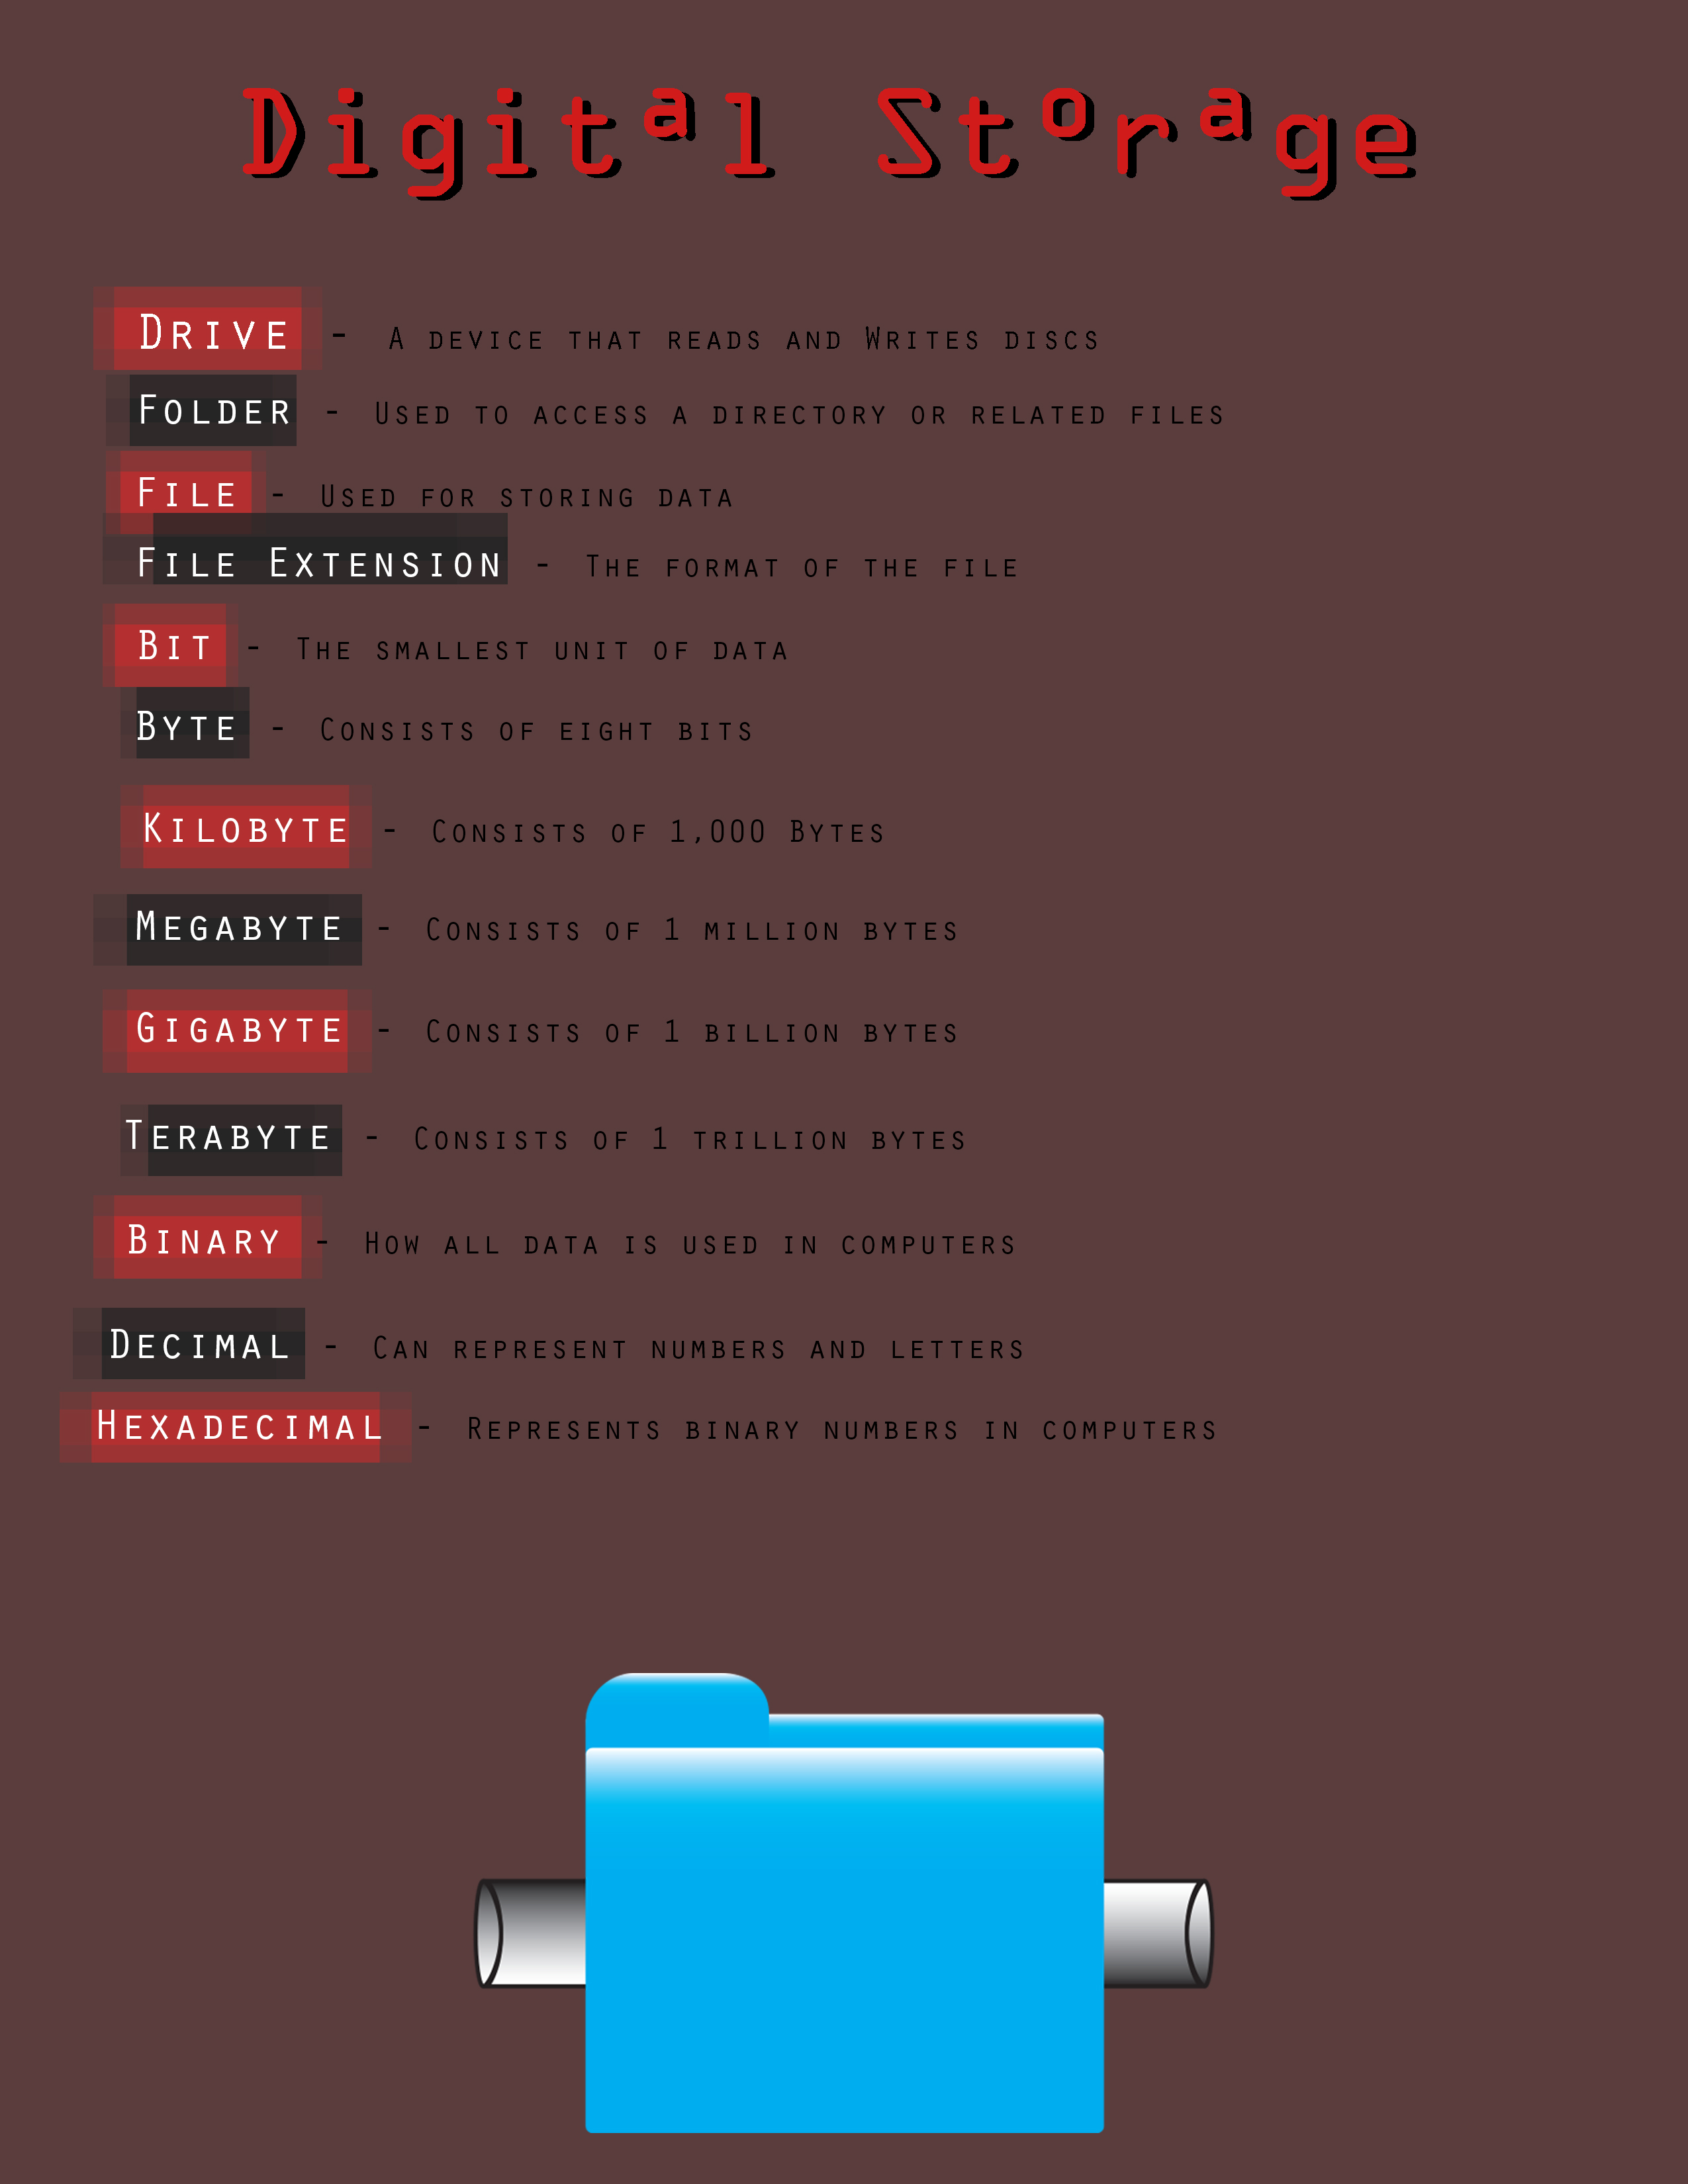 Digital Storage
Drive - A device that reads and Writes discs
Folder - Used to access a directory or related files
File - Used for storing data
File Extension - The format of the file
Bit - The smallest unit of data
Byte - Consists of eight bits
Kilobyte - Consists of 1,000 Bytes
Megabyte - Consists of 1 million bytes
Gigabyte - Consists of 1 billion bytes
Terabyte - Consists of 1 trillion bytes
Binary - How all data is used in computers
Decimal - Can represent numbers and letters
Hexadecimal - Represents binary numbers in computers